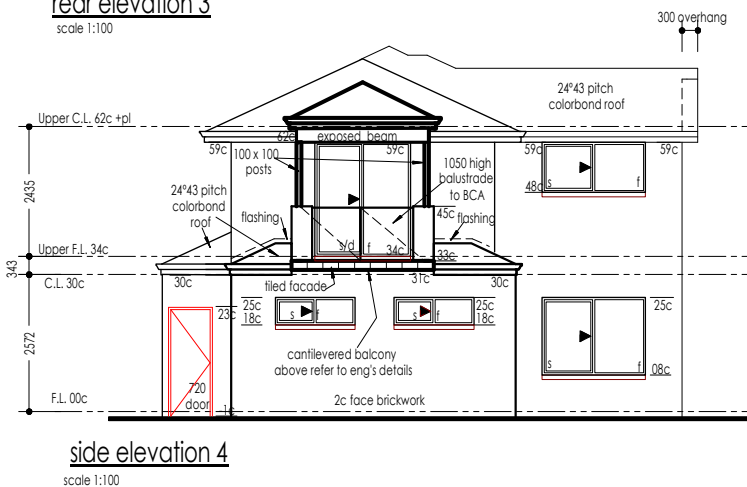 rear elevation 3
scale 1:100
300 overhang
24°43 pitch
colorbond roof
Upper C.L. 62c +pl
62c
exposed beam
59c
59c
59c
59c
100 x 100
posts
1050 high
balustrade
to BCA
24°43 pitch
colorbond
roof
s
f
48c
2435
flashing
45c
flashing
s/d
f
34c
33c
Upper F.L. 34c
343
C.L. 30c
30c
tiled facade
31c
30c
23c
25c
18c
s
f
s
f
25c
18c
25c
2572
cantilevered balcony
above refer to eng's details
s
f
08c
720
door
F.L. 00c
1c
2c face brickwork
side elevation 4
scale 1:100